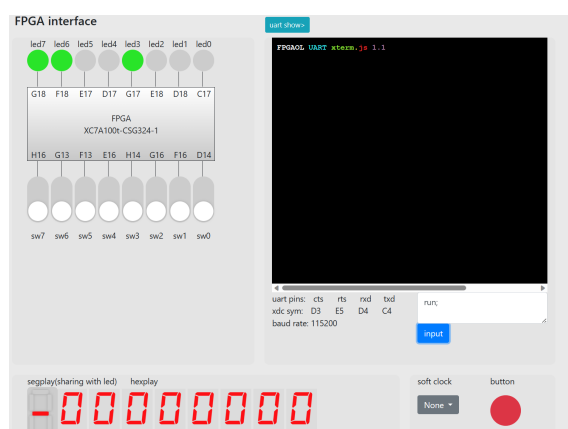 FPGA interface
led7 led6 led5 led4 led3 led2 led1 led0
G18 F18 E17 D17 G17 E18 D18 C17
FPGA
XC7A100t-CSG324-1
H16 G13 F13 E16 H14 G16 F16 D14
sw7 sw6 sw5 sw4 sw3 sw2 sw1 sw0
uart show>
FPGAOL UART xterm.js 1.1
uart pins: cts rts rxd txd
xdc sym: D3 E5 D4 C4
baud rate: 115200
run;
input
segplay(sharing with led) hexplay
00000000
soft clock button
None